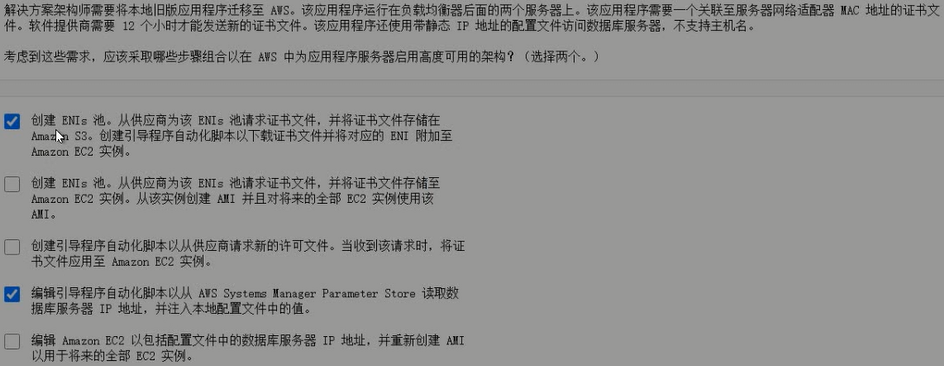 解决方案架构师需要将本地旧版应用程序迁移至 AWS。该应用程序运行在负载均衡器后面的两个服务器上。该应用程序需要一个关联至服务器网络适配器 MAC 地址的证书文
件。软件提供商需要 12 个小时才能发送新的证书文件。该应用程序还使用带静态 IP 地址的配置文件访问数据库服务器，不支持主机名。
考虑到这些需求，应该采取哪些步骤组合以在 AWS 中为应用程序服务器启用高度可用的架构？（选择两个。）
创建 ENIs 池。从供应商为该 ENIs 池请求证书文件，并将证书文件存储在
Amazon S3。创建引导程序自动化脚本以下载证书文件并将对应的 ENI 附加至
Amazon EC2 实例。
创建 ENIs 池。从供应商为该 ENIs 池请求证书文件，并将证书文件存储至
Amazon EC2 实例。从该实例创建 AMI 并且对将来的全部 EC2 实例使用该
AMI。
创建引导程序自动化脚本以从供应商请求新的许可文件。当收到该请求时，将证
书文件应用至 Amazon EC2 实例。
编辑引导程序自动化脚本以从 AWS Systems Manager Parameter Store 读取数
据库服务器 IP 地址，并注入本地配置文件中的值。
编辑 Amazon EC2 以包括配置文件中的数据库服务器 IP 地址，并重新创建 AMI
以用于将来的全部 EC2 实例。